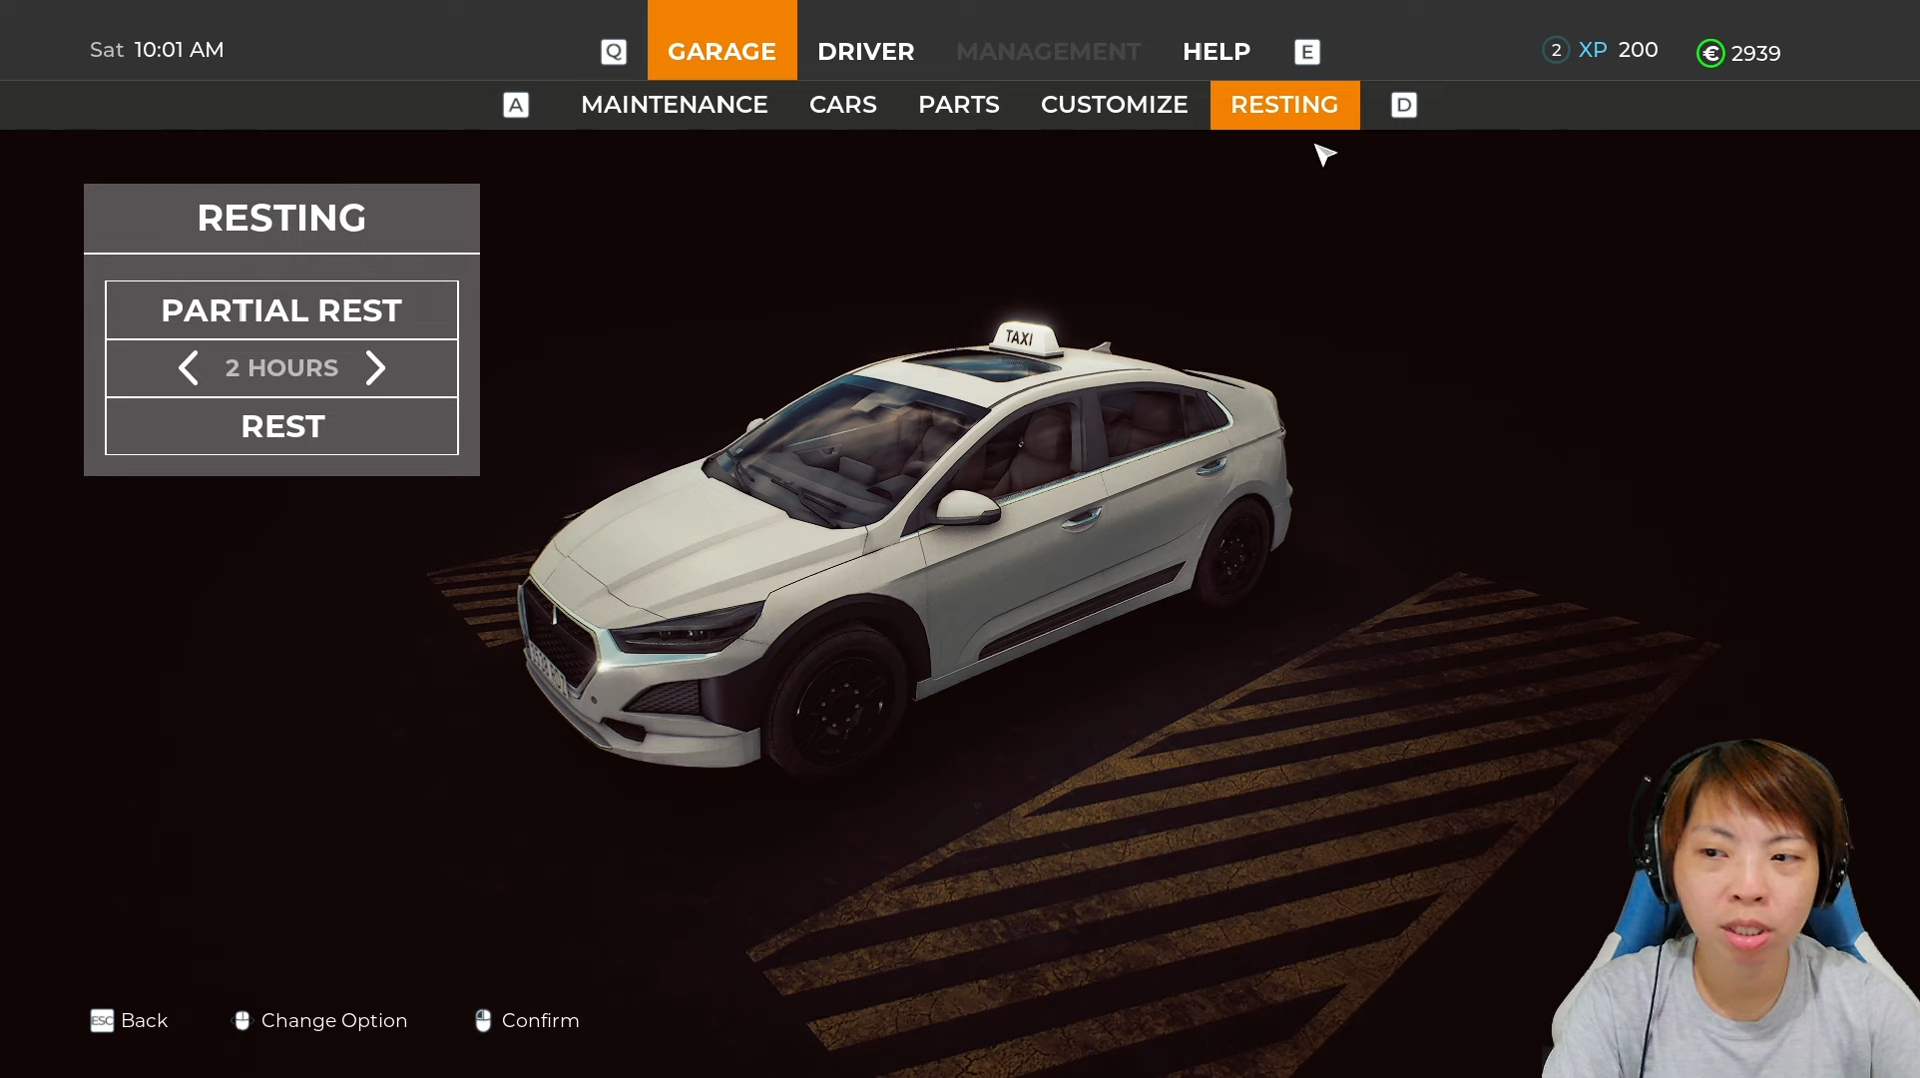 Sat 10:01 AM
Q GARAGE DRIVER MANAGEMENT HELP E
2 XP 200 € 2939
A MAINTENANCE CARS PARTS CUSTOMIZE RESTING D
RESTING
PARTIAL REST
2 HOURS
REST
TAXI
ESC Back Change Option Confirm